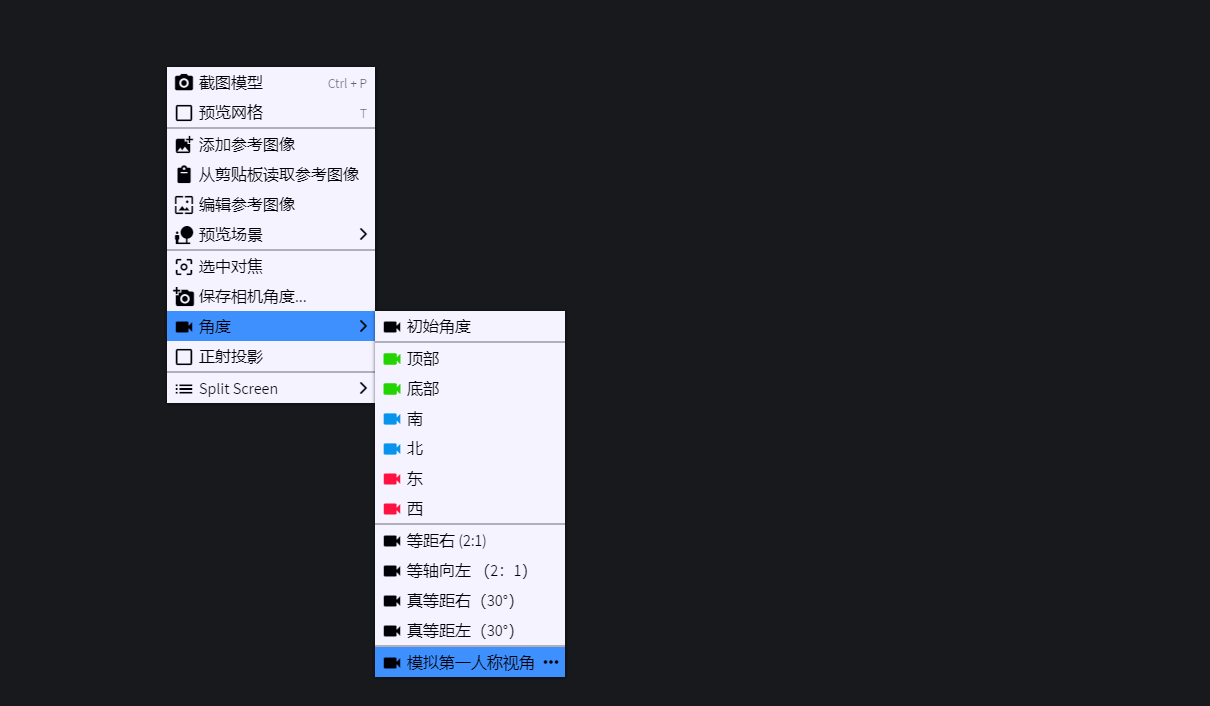 截图模型 Ctrl + P
预览网格 T
添加参考图像
从剪贴板读取参考图像
编辑参考图像
预览场景
选中对焦
保存相机角度...
角度
正射投影
Split Screen
初始角度
顶部
底部
南
北
东
西
等距右 (2:1)
等轴向左 （2：1）
真等距右（30°）
真等距左（30°）
模拟第一人称视角